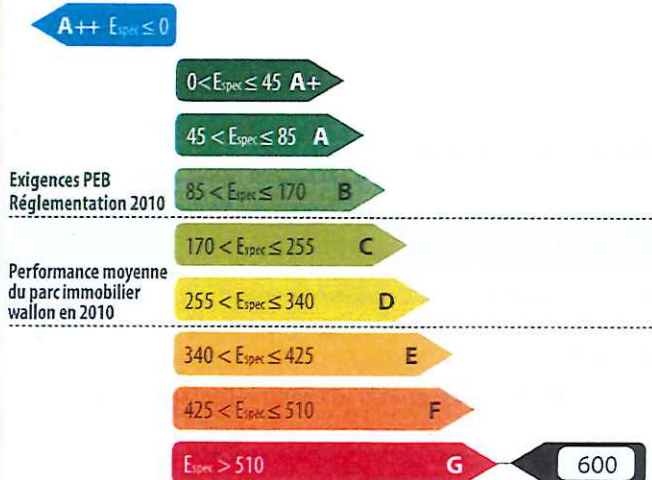 A++ Espec ≤ 0
0 < Espec ≤ 45 A+
45 < Espec ≤ 85 A
Exigences PEB
Réglementation 2010
85 < Espec ≤ 170 B
170 < Espec ≤ 255 C
Performance moyenne
du parc immobilier
wallon en 2010
255 < Espec ≤ 340 D
340 < Espec ≤ 425 E
425 < Espec ≤ 510 F
Espec > 510 G 600